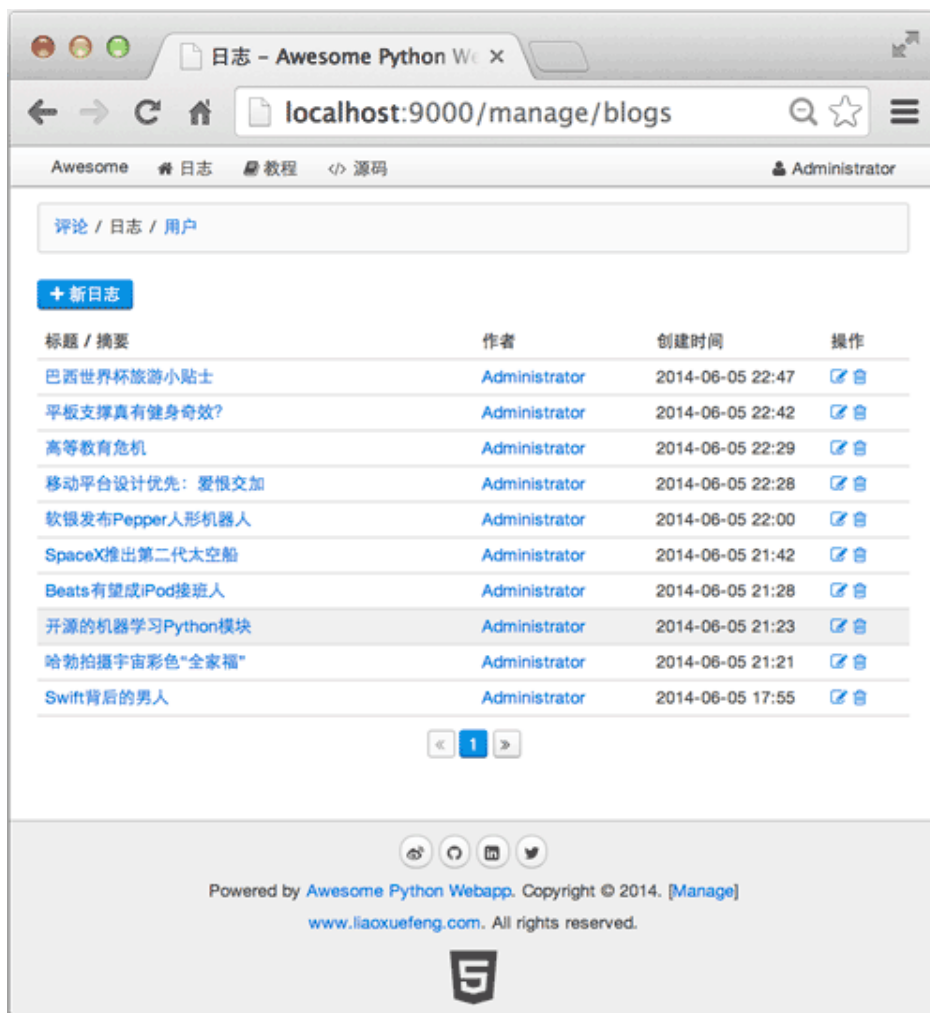 日志 – Awesome Python We
localhost:9000/manage/blogs
Awesome 日志 教程 </> 源码 Administrator
评论 / 日志 / 用户
+ 新日志
标题 / 摘要 作者 创建时间 操作
巴西世界杯旅游小贴士 Administrator 2014-06-05 22:47
平板支撑真有健身奇效? Administrator 2014-06-05 22:42
高等教育危机 Administrator 2014-06-05 22:29
移动平台设计优先：爱恨交加 Administrator 2014-06-05 22:28
软银发布Pepper人形机器人 Administrator 2014-06-05 22:00
SpaceX推出第二代太空船 Administrator 2014-06-05 21:42
Beats有望成iPod接班人 Administrator 2014-06-05 21:28
开源的机器学习Python模块 Administrator 2014-06-05 21:23
哈勃拍摄宇宙彩色“全家福” Administrator 2014-06-05 21:21
Swift背后的男人 Administrator 2014-06-05 17:55
« 1 »
Powered by Awesome Python Webapp. Copyright © 2014. [Manage]
www.liaoxuefeng.com. All rights reserved.
5